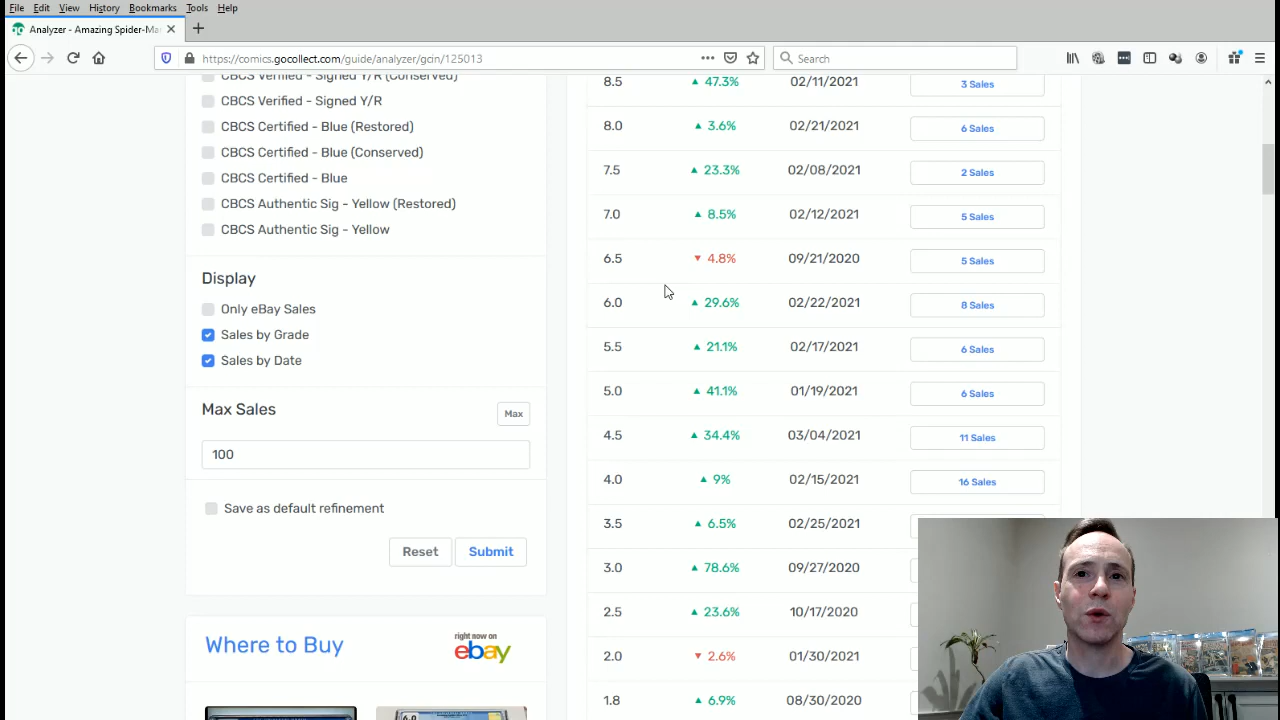 File Edit View History Bookmarks Tools Help
Analyzer - Amazing Spider-Ma
https://comics.gocollect.com/guide/analyzer/gcin/125013
Search
CBCS Verified - Signed Y/R (Conserved)
CBCS Verified - Signed Y/R
CBCS Certified - Blue (Restored)
CBCS Certified - Blue (Conserved)
CBCS Certified - Blue
CBCS Authentic Sig - Yellow (Restored)
CBCS Authentic Sig - Yellow
Display
Only eBay Sales
Sales by Grade
Sales by Date
Max Sales
Max
100
Save as default refinement
Reset
Submit
Where to Buy
right now on
ebay
6.0
8.5 ▲ 47.3% 02/11/2021 3 Sales
8.0 ▲ 3.6% 02/21/2021 6 Sales
7.5 ▲ 23.3% 02/08/2021 2 Sales
7.0 ▲ 8.5% 02/12/2021 5 Sales
6.5 ▼ 4.8% 09/21/2020 5 Sales
6.0 ▲ 29.6% 02/22/2021 8 Sales
5.5 ▲ 21.1% 02/17/2021 6 Sales
5.0 ▲ 41.1% 01/19/2021 6 Sales
4.5 ▲ 34.4% 03/04/2021 11 Sales
4.0 ▲ 9% 02/15/2021 16 Sales
3.5 ▲ 6.5% 02/25/2021
3.0 ▲ 78.6% 09/27/2020
2.5 ▲ 23.6% 10/17/2020
2.0 ▼ 2.6% 01/30/2021
1.8 ▲ 6.9% 08/30/2020